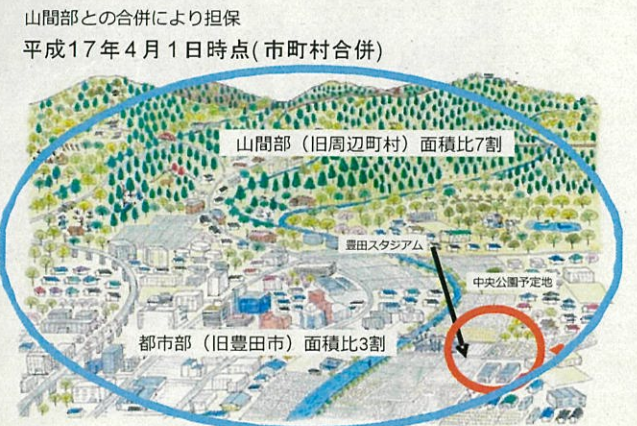 山間部との合併により担保
平成17年4月1日時点(市町村合併)
山間部（旧周辺町村）面積比7割
豊田スタジアム
中央公園予定地
都市部（旧豊田市）面積比3割